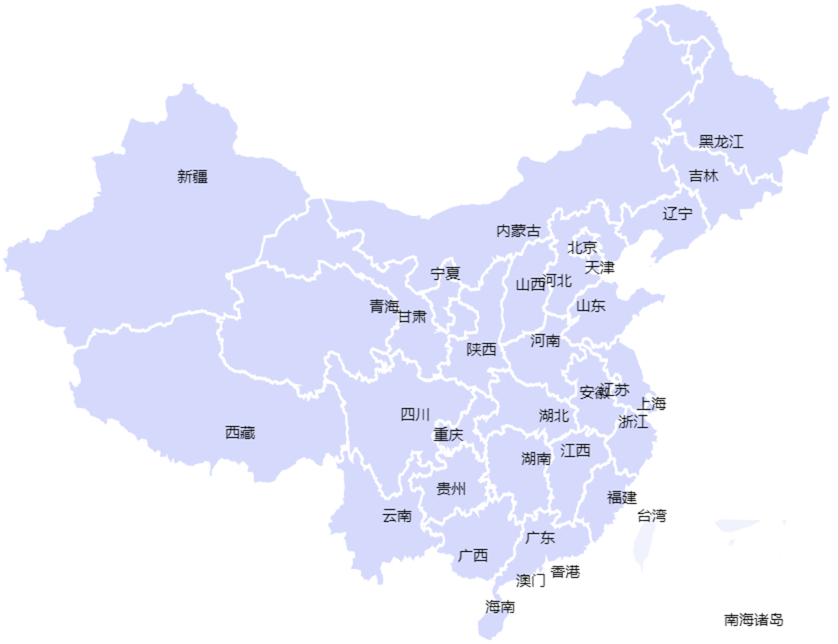 黑龙江
新疆
吉林
辽宁
内蒙古
北京
天津
宁夏
河北
山西
青海
山东
甘肃
河南
陕西
安徽
江苏
上海
四川
湖北
浙江
西藏
重庆
江西
湖南
贵州
福建
云南
台湾
广东
广西
香港
澳门
海南
南海诸岛